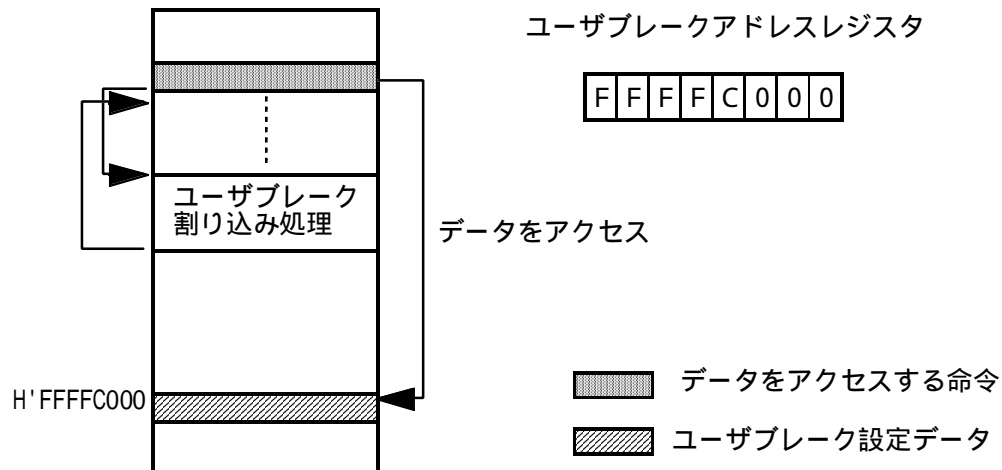 ユーザブレークアドレスレジスタ
F F F F C 0 0 0
ユーザブレーク
割り込み処理
データをアクセス
H'FFFFC000
データをアクセスする命令
ユーザブレーク設定データ